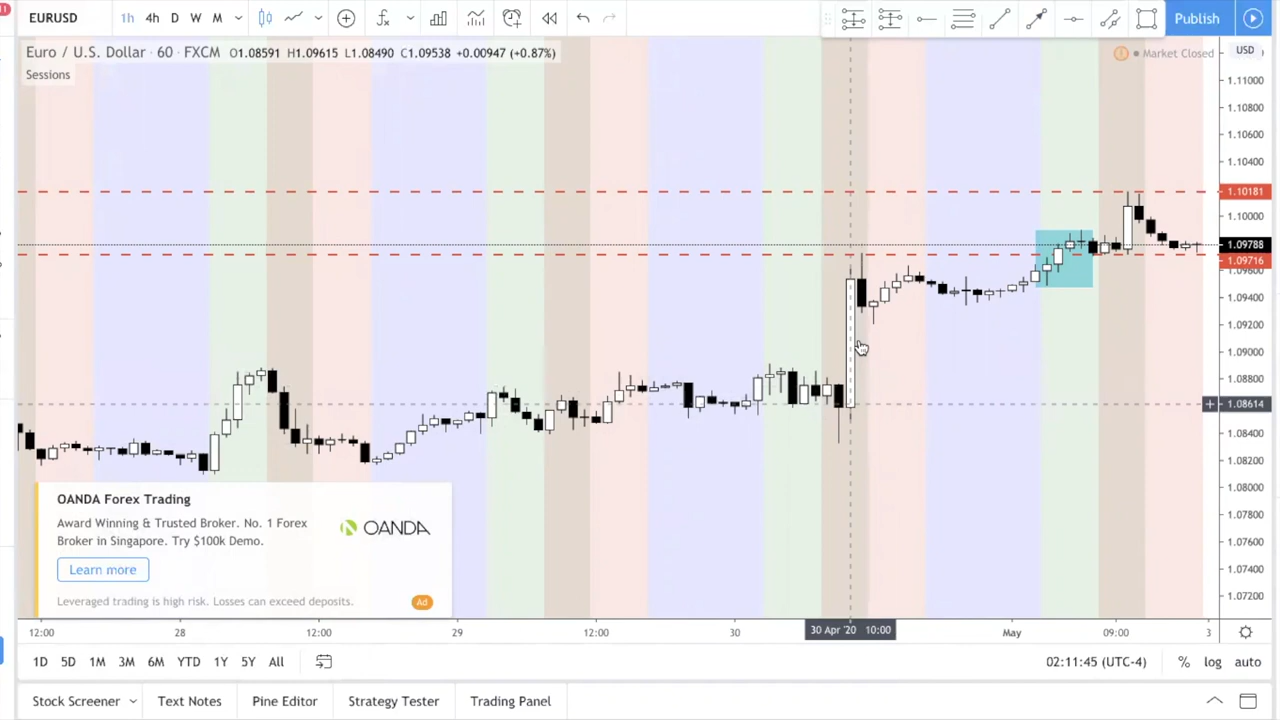 11
EURUSD 1h 4h D W M Publish
Euro / U.S. Dollar · 60 · FXCM O1.08591 H1.09615 L1.08490 C1.09538 +0.00947 (+0.87%)
Market Closed
USD
Sessions
1.11000
1.10800
1.10600
1.10400
1.10181
1.10000
1.09788
1.09716
1.09600
1.09400
1.09200
1.09000
1.08800
1.08614
1.08400
1.08200
1.08000
1.07800
1.07600
1.07400
1.07200
OANDA Forex Trading
Award Winning & Trusted Broker. No. 1 Forex
Broker in Singapore. Try $100k Demo.
OANDA
Learn more
Leveraged trading is high risk. Losses can exceed deposits.
Ad
12:00 28 12:00 29 12:00 30 30 Apr '20 10:00 May 09:00 3
1D 5D 1M 3M 6M YTD 1Y 5Y All 02:11:45 (UTC-4) % log auto
Stock Screener Text Notes Pine Editor Strategy Tester Trading Panel